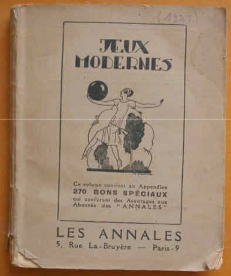 JEUX
MODERNES
Ce volume contient en Appendice
270 BONS SPÉCIAUX
qui confèrent des Avantages aux
Abonnés des "ANNALES"
LES ANNALES
5, Rue La-Bruyère — Paris-9